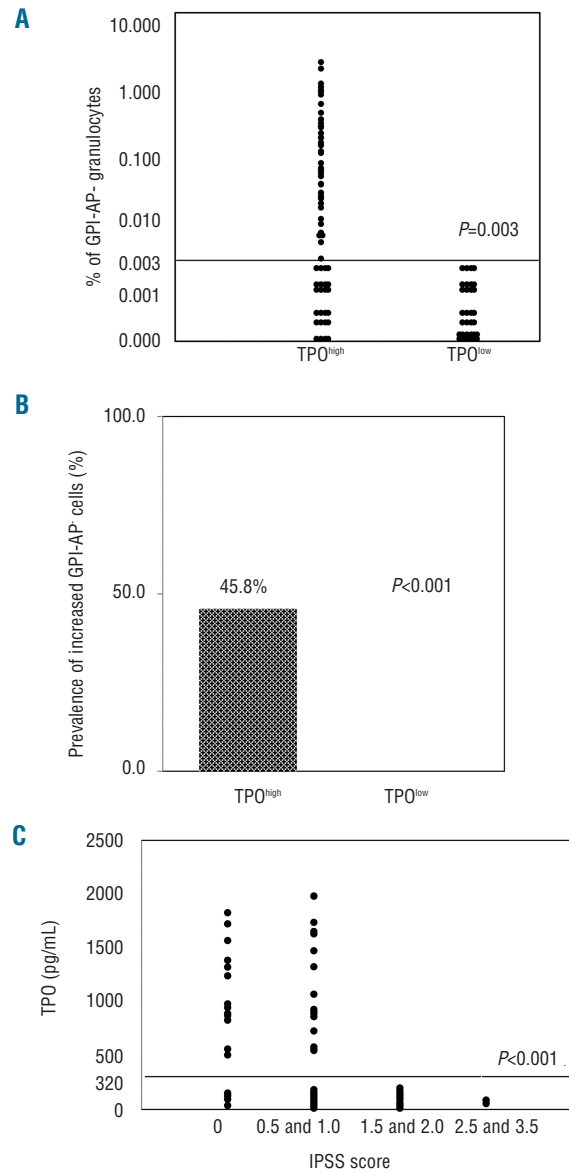 A
% of GPI-AP- granulocytes
10.000
1.000
0.100
0.010
0.003
0.001
0.000
P=0.003
TPOhigh
TPOlow
B
Prevalence of increased GPI-AP- cells (%)
100.0
50.0
0.0
45.8%
P<0.001
TPOhigh
TPOlow
C
TPO (pg/mL)
2500
2000
1500
1000
500
320
0
P<0.001
0
0.5 and 1.0
1.5 and 2.0
2.5 and 3.5
IPSS score